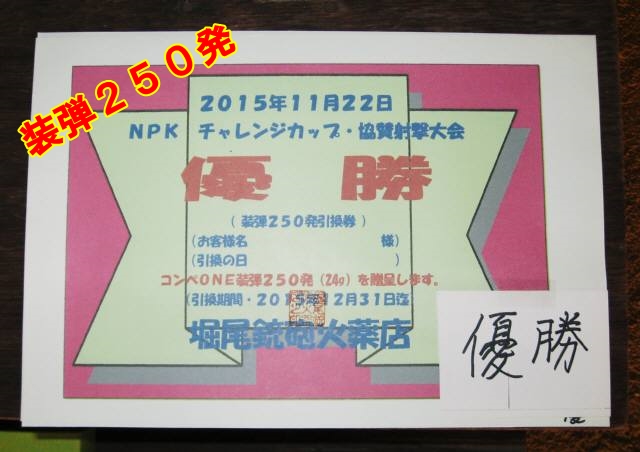 装弾250発
2015年11月22日
NPK チャレンジカップ・協賛射撃大会
優 勝
(装弾250発引換券)
(お客様名 様)
(引換の日 )
コンペONE装弾250発(24g)を贈呈します。
(引換期間・2015年12月31日迄)
堀尾銃砲火薬店
優勝